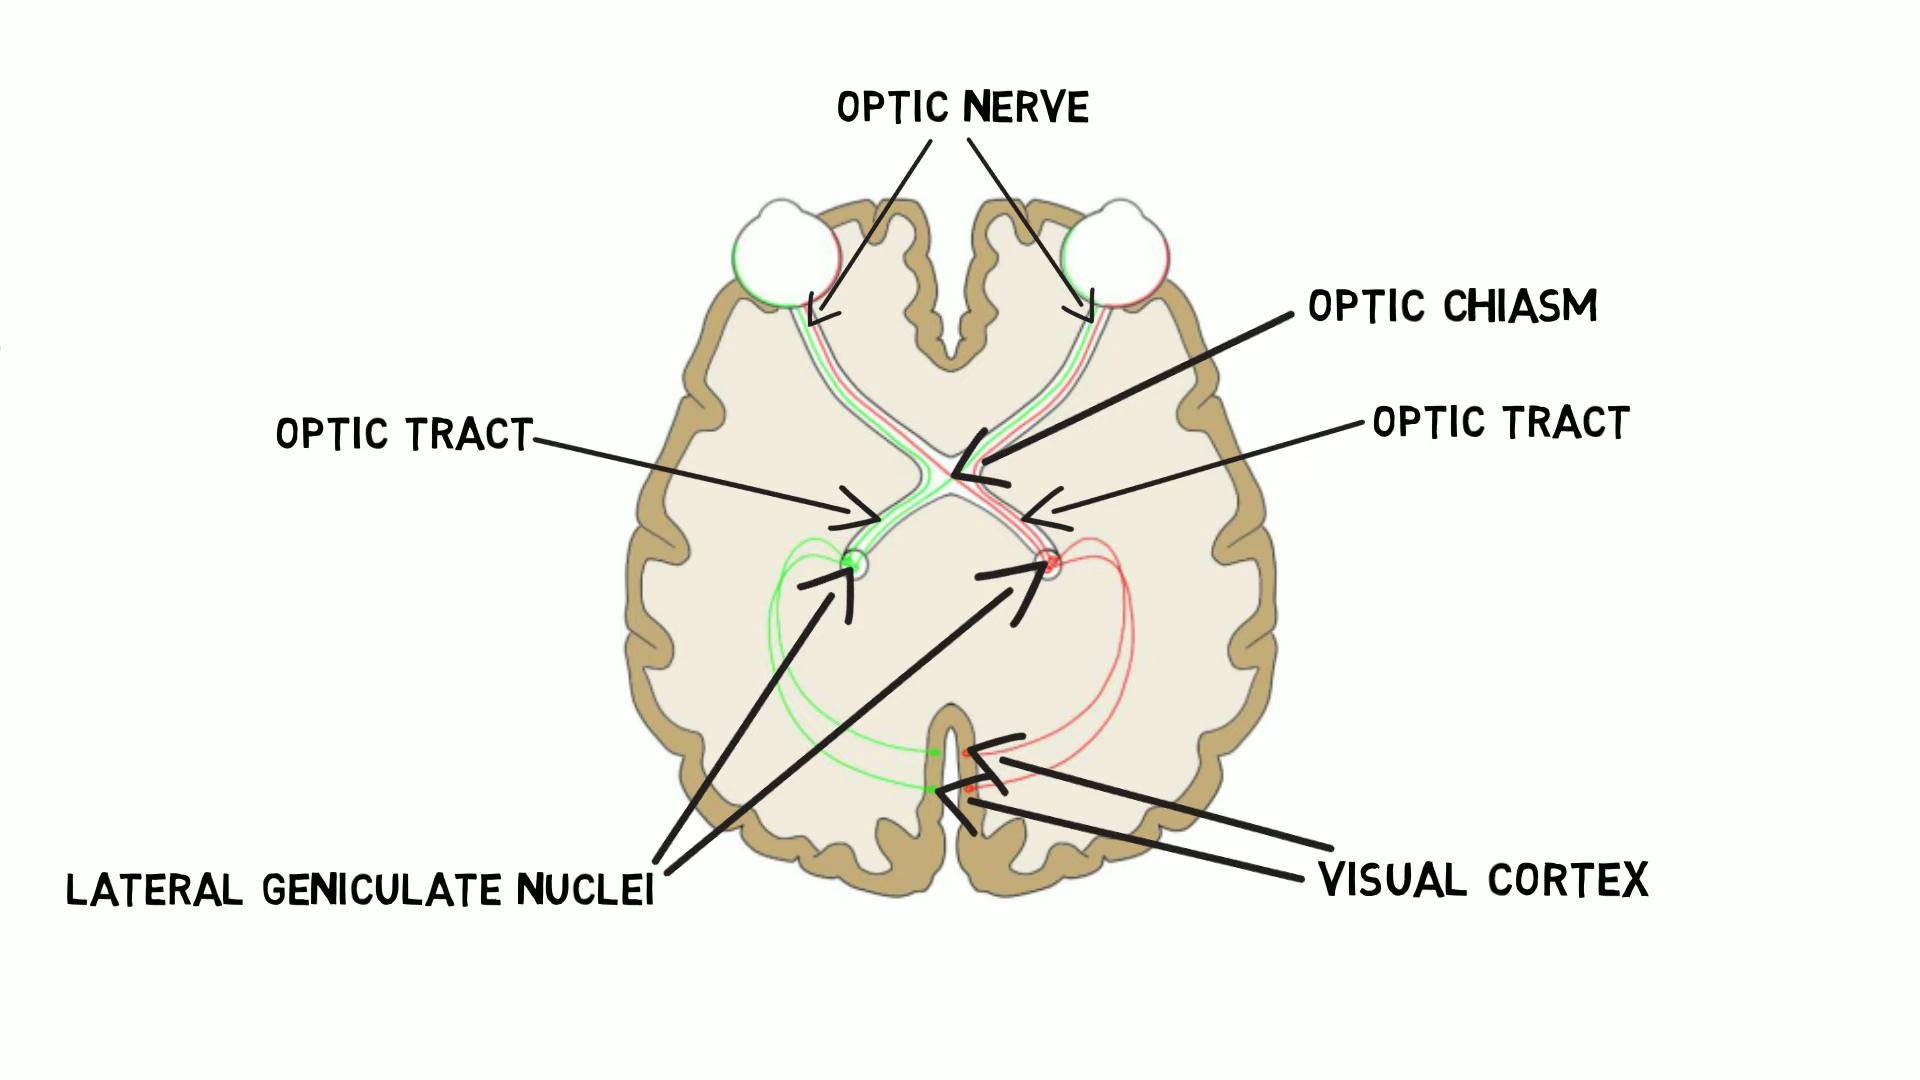 OPTIC NERVE
OPTIC CHIASM
OPTIC TRACT
OPTIC TRACT
LATERAL GENICULATE NUCLEI
VISUAL CORTEX